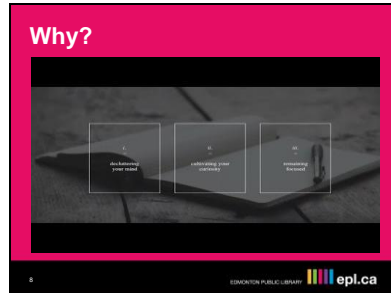 Why?
i.
decluttering
your mind
ii.
cultivating your
curiosity
iii.
remaining
focused
8
EDMONTON PUBLIC LIBRARY
epl.ca